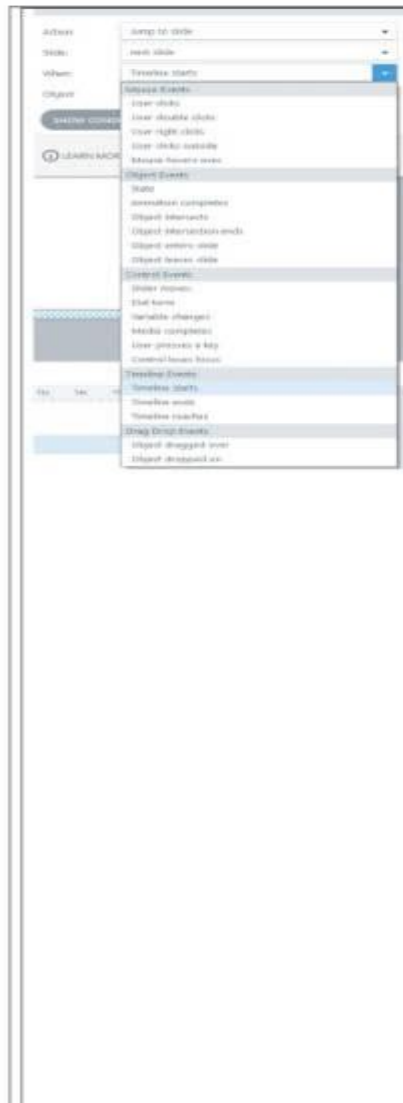 Action: Jump to slide
Slide: next slide
When: Timeline starts
Object
Mouse Events
User clicks
User double clicks
User right clicks
User clicks outside
Mouse hovers over
Object Events
State
Animation completes
Object intersects
Object intersection ends
Object enters slide
Object leaves slide
Control Events
Slider moves
Dial turns
Variable changes
Media completes
User presses a key
Control loses focus
Timeline Events
Timeline starts
Timeline ends
Timeline reaches
Drag Drop Events
Object dragged over
Object dropped on
SHOW
LEARN MORE